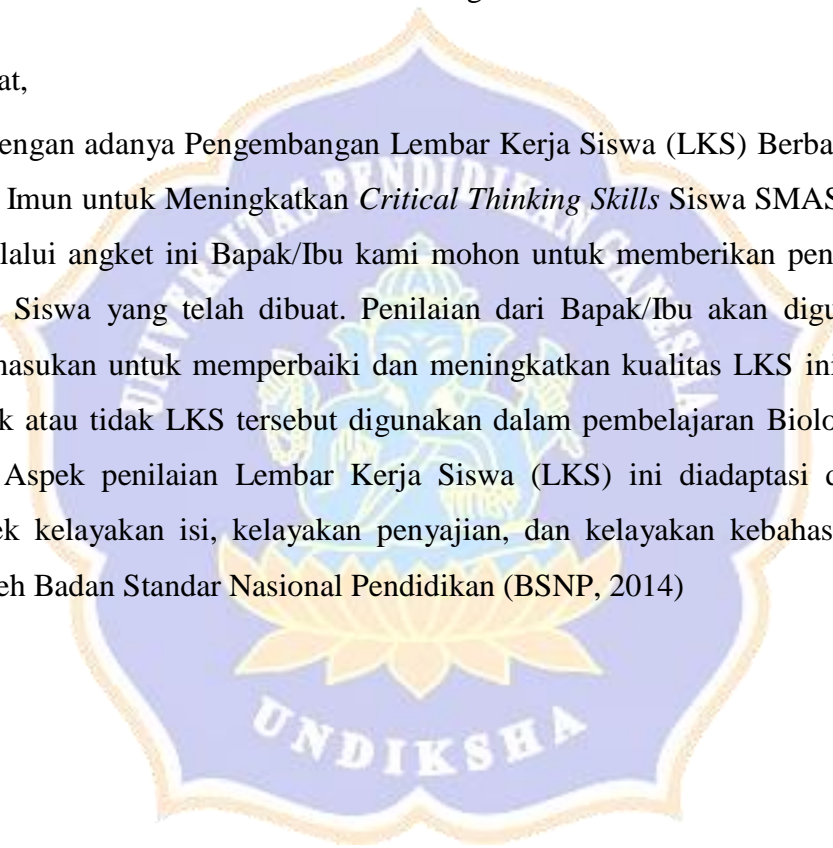 at,
engan adanya Pengembangan Lembar Kerja Siswa (LKS) Berba
Imun untuk Meningkatkan Critical Thinking Skills Siswa SMAS
lalui angket ini Bapak/Ibu kami mohon untuk memberikan pen
Siswa yang telah dibuat. Penilaian dari Bapak/Ibu akan digu
masukan untuk memperbaiki dan meningkatkan kualitas LKS ini
k atau tidak LKS tersebut digunakan dalam pembelajaran Biolo
Aspek penilaian Lembar Kerja Siswa (LKS) ini diadaptasi d
ek kelayakan isi, kelayakan penyajian, dan kelayakan kebahas
eh Badan Standar Nasional Pendidikan (BSNP, 2014)
UNIVERSITAS PENDIDIKAN GANESHA
UNDIKSHA